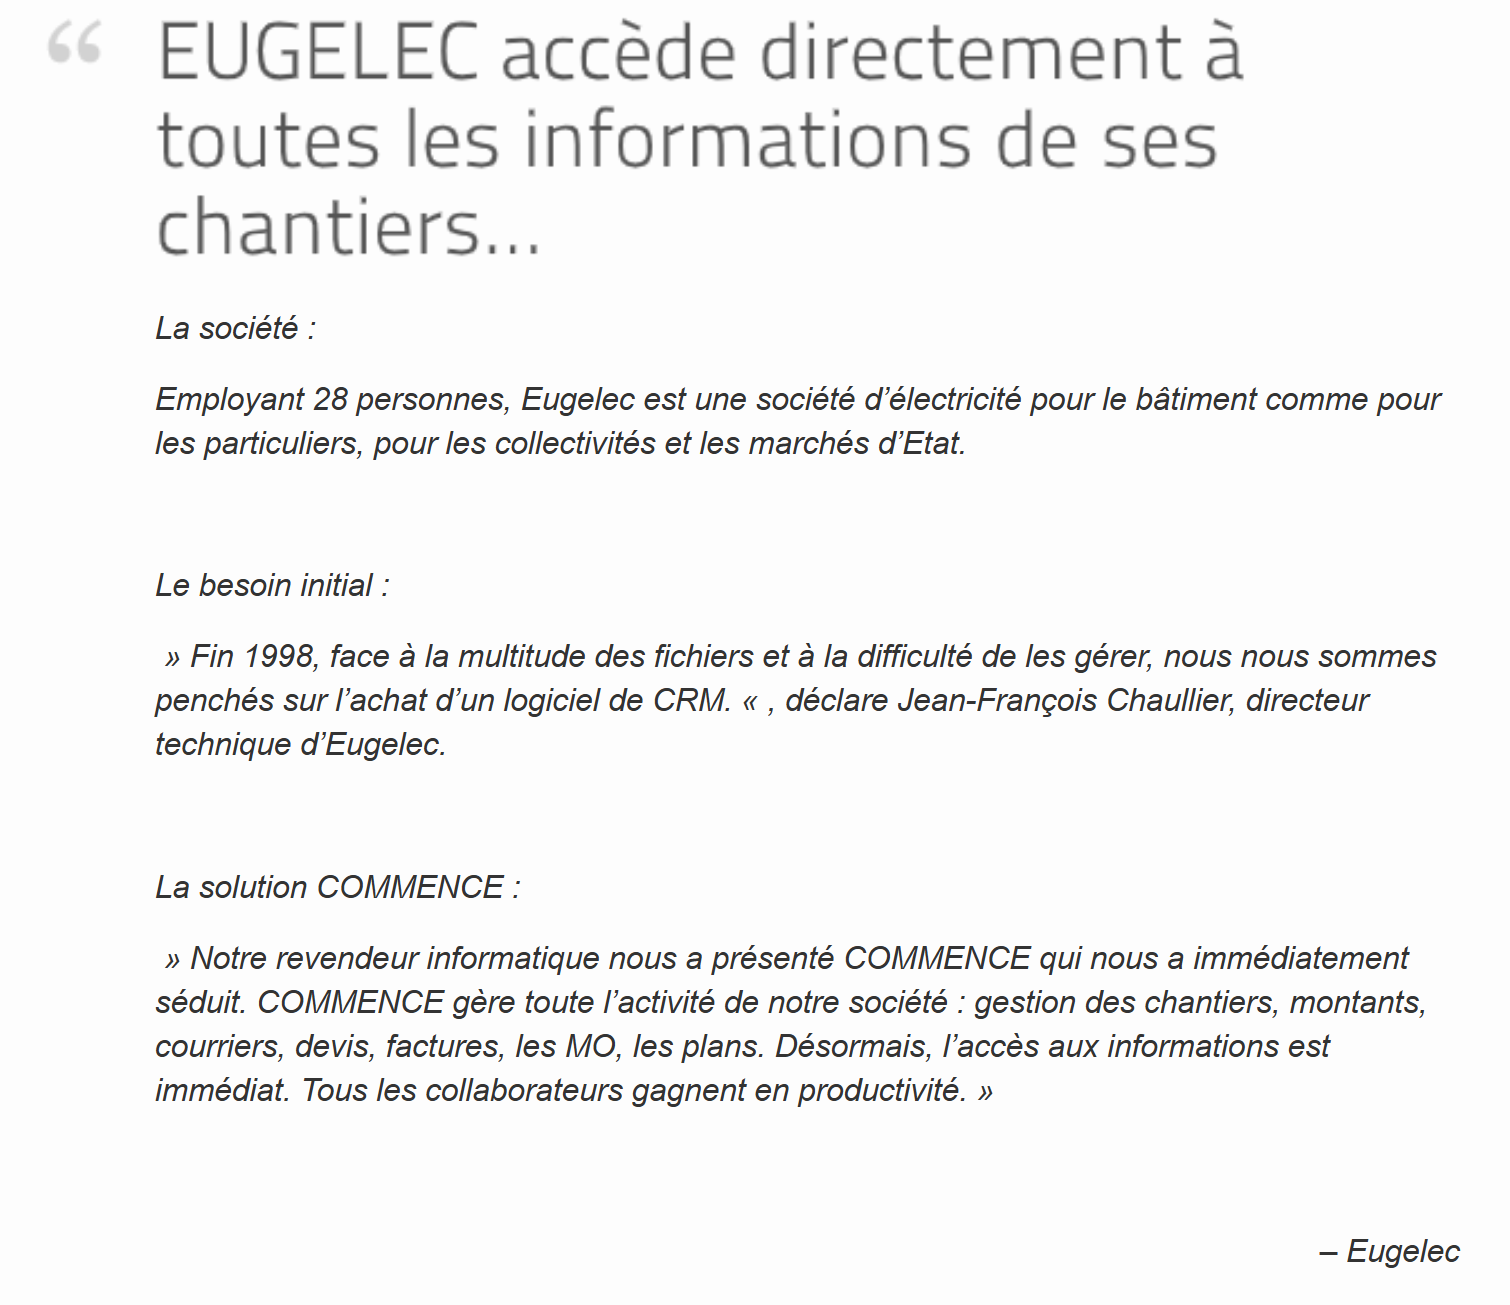 “ EUGELEC accède directement à
toutes les informations de ses
chantiers...
La société :
Employant 28 personnes, Eugelec est une société d’électricité pour le bâtiment comme pour
les particuliers, pour les collectivités et les marchés d’Etat.
Le besoin initial :
» Fin 1998, face à la multitude des fichiers et à la difficulté de les gérer, nous nous sommes
penchés sur l’achat d’un logiciel de CRM. « , déclare Jean-François Chaullier, directeur
technique d’Eugelec.
La solution COMMENCE :
» Notre revendeur informatique nous a présenté COMMENCE qui nous a immédiatement
séduit. COMMENCE gère toute l’activité de notre société : gestion des chantiers, montants,
courriers, devis, factures, les MO, les plans. Désormais, l’accès aux informations est
immédiat. Tous les collaborateurs gagnent en productivité. »
– Eugelec